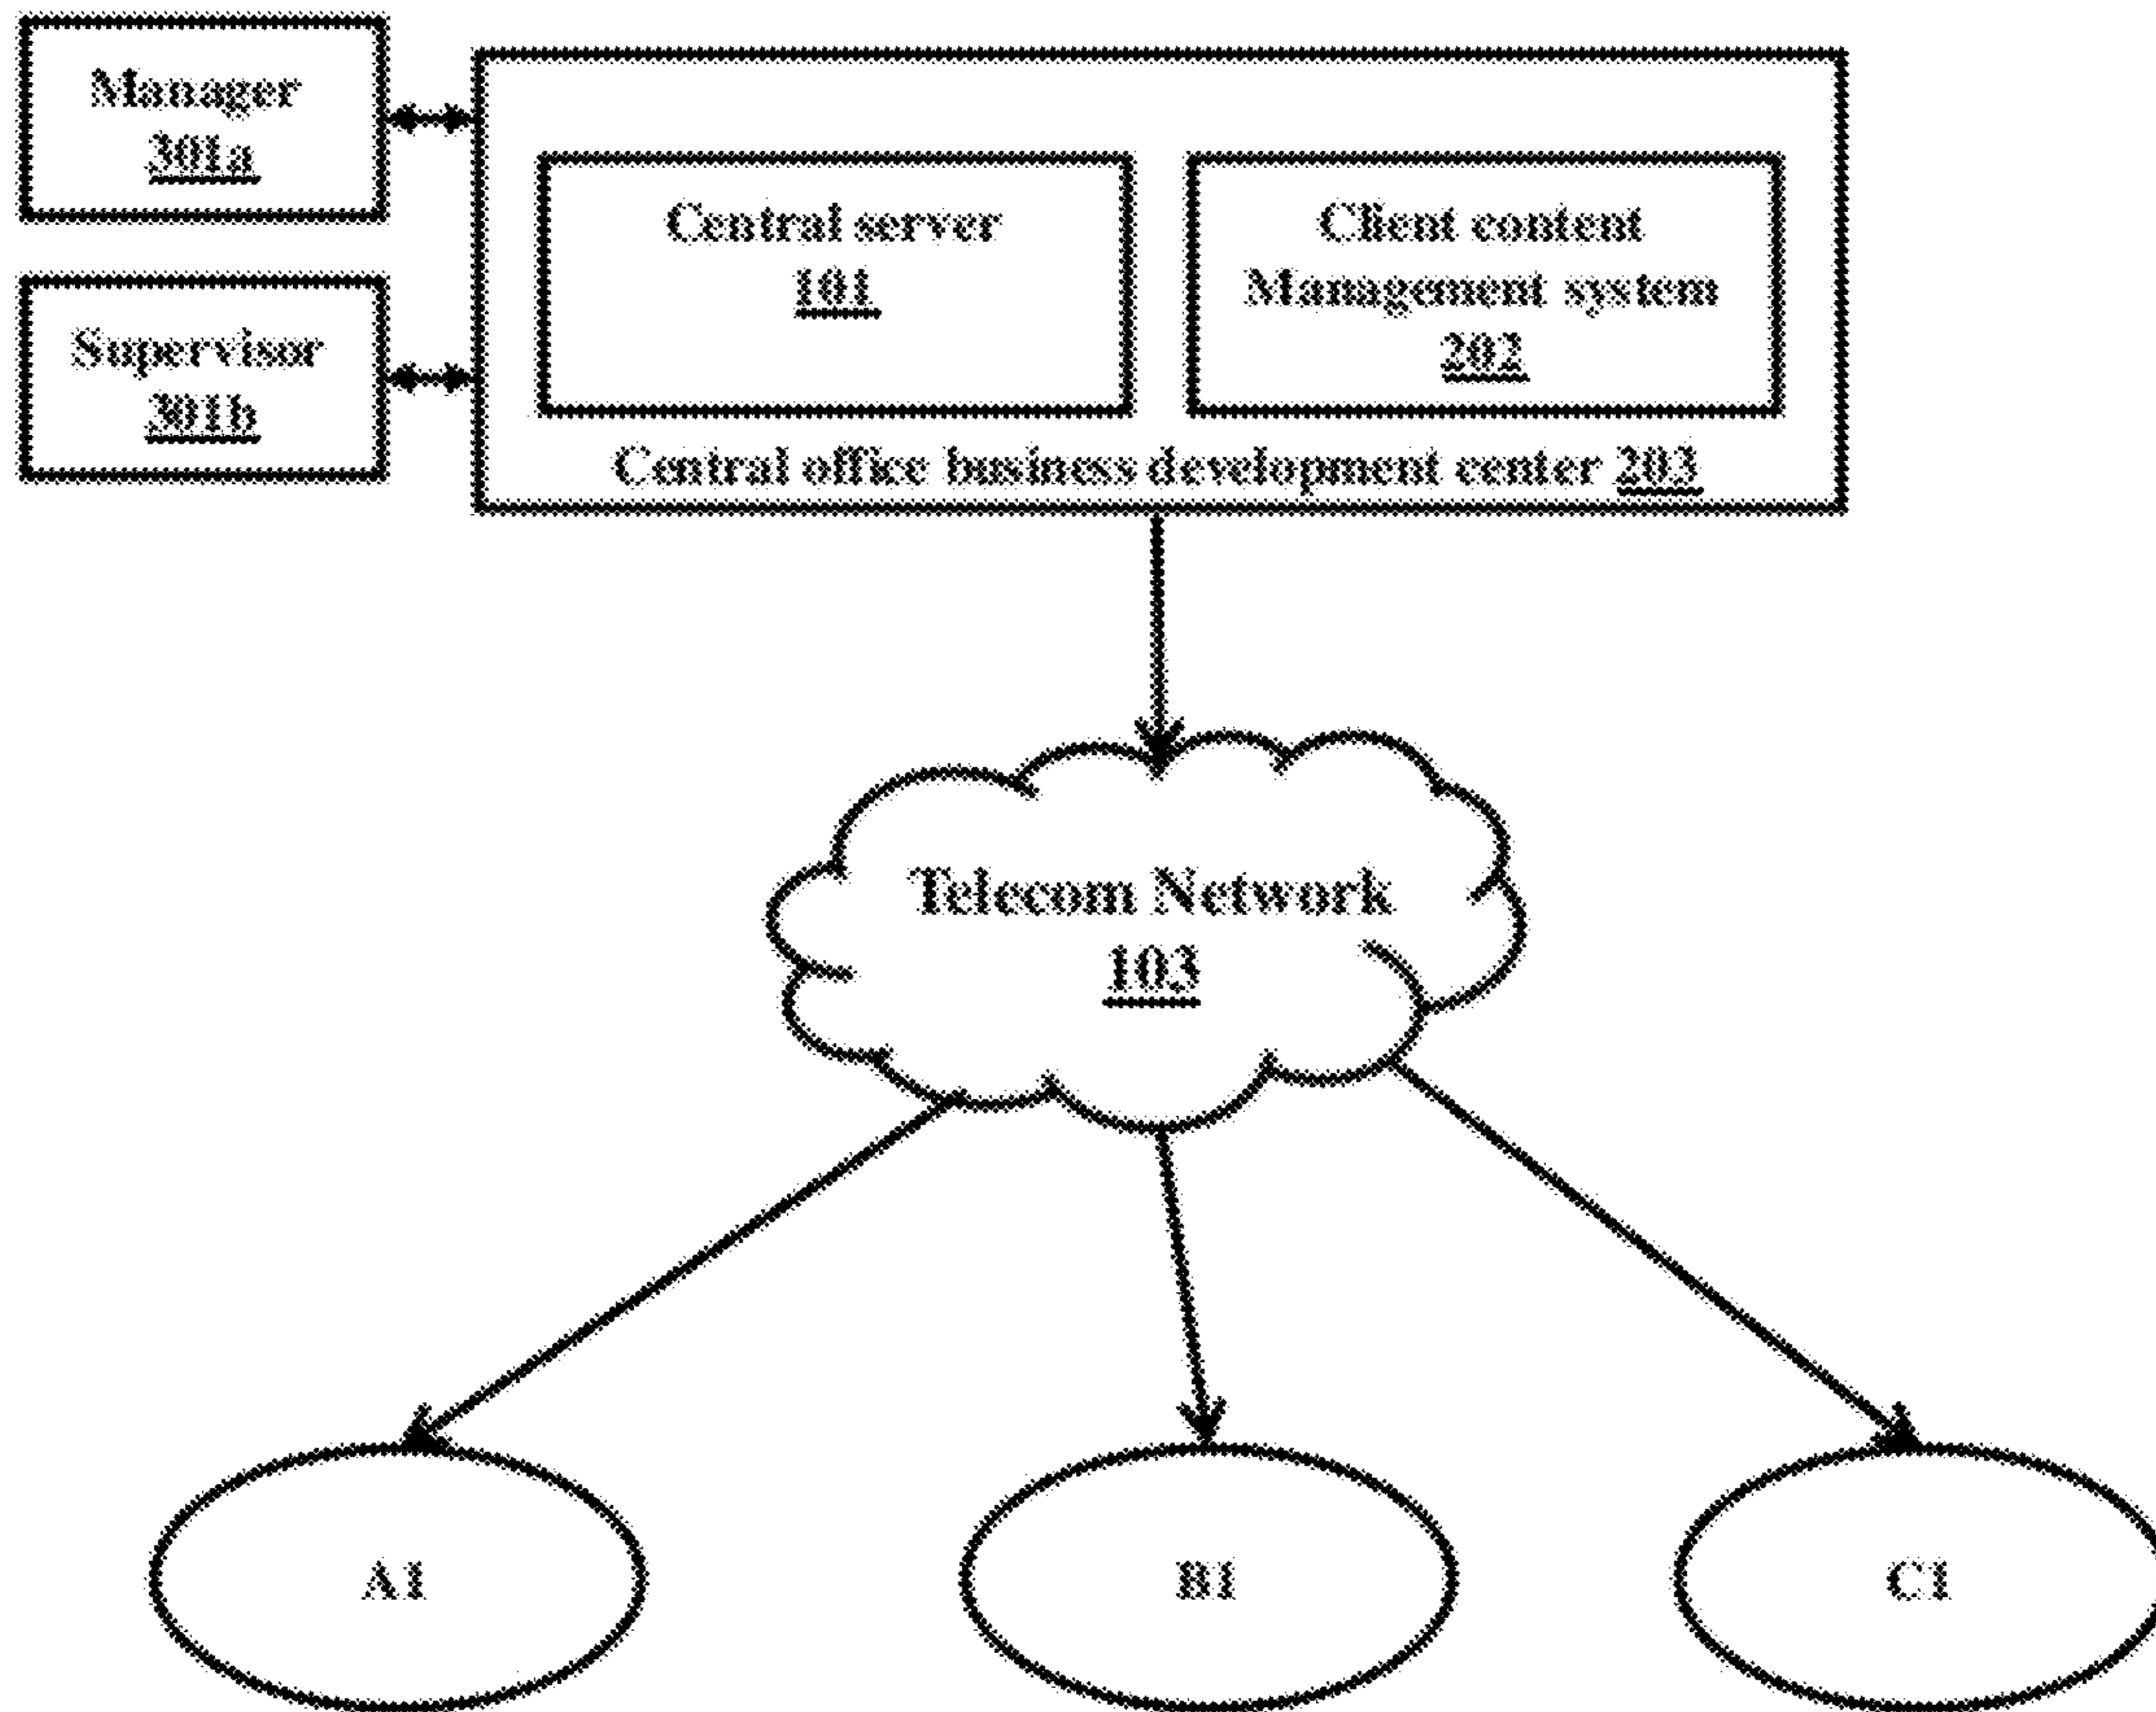 Manager
301a
Supervisor
301b
Central server
101
Client content
Management system
202
Central office business development center 203
Telecom Network
103
A1
B1
C1